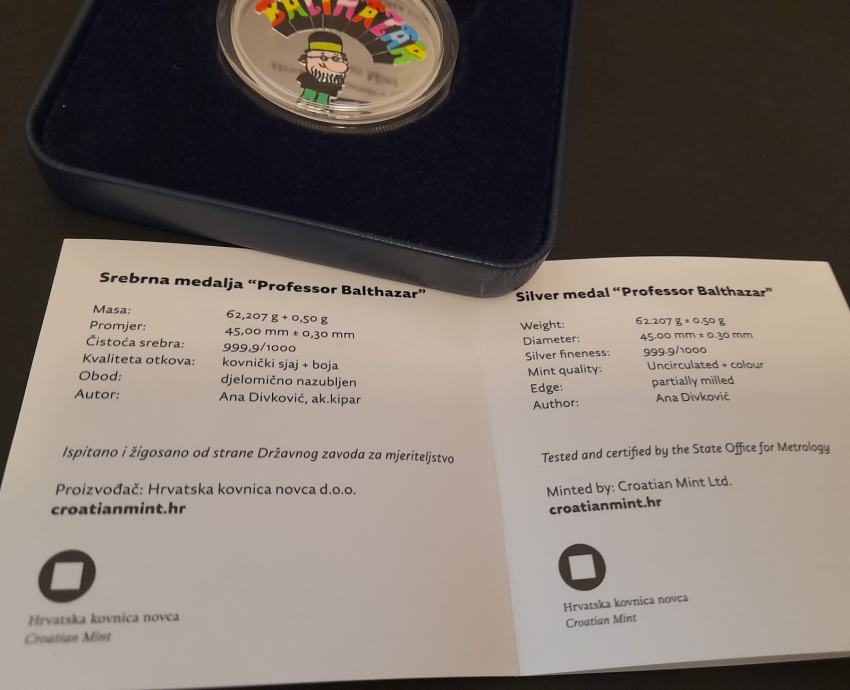 BALTHAZAR
Srebrna medalja “Professor Balthazar”
Masa: 62,207 g + 0,50 g
Promjer: 45,00 mm ± 0,30 mm
Čistoća srebra: 999,9/1000
Kvaliteta otkova: kovnički sjaj + boja
Obod: djelomično nazubljen
Autor: Ana Divković, ak.kipar
Ispitano i žigosano od strane Državnog zavoda za mjeriteljstvo
Proizvođač: Hrvatska kovnica novca d.o.o.
croatianmint.hr
Hrvatska kovnica novca
Croatian Mint
Silver medal “Professor Balthazar”
Weight: 62.207 g ± 0.50 g
Diameter: 45.00 mm ± 0.30 mm
Silver fineness: 999.9/1000
Mint quality: Uncirculated + colour
Edge: partially milled
Author: Ana Divković
Tested and certified by the State Office for Metrology
Minted by: Croatian Mint Ltd.
croatianmint.hr
Hrvatska kovnica novca
Croatian Mint